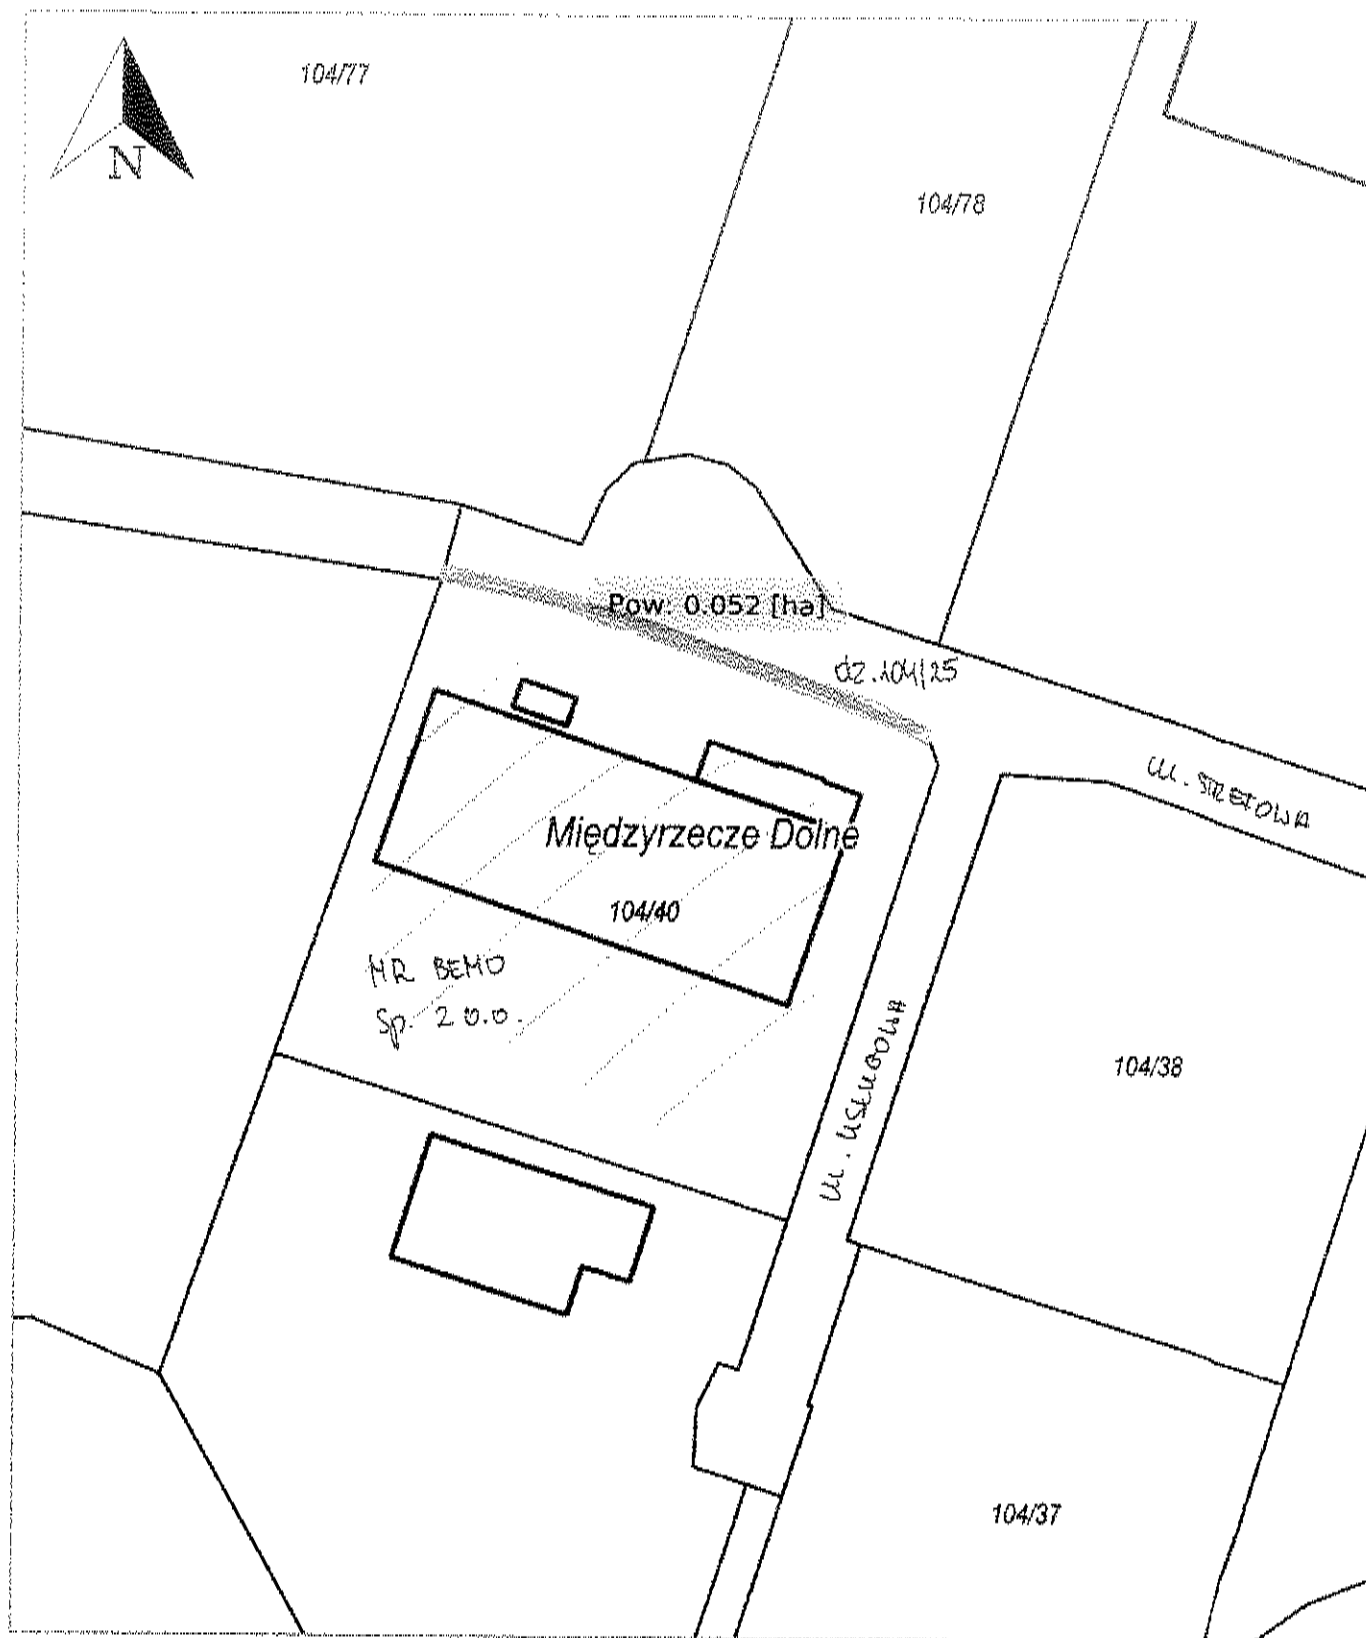 104/77
N
104/78
Pow: 0.052 [ha]
dz. 104/25
ul. STREFOWA
Międzyrzecze Dolne
104/40
MR BEMO
Sp. z o.o.
ul. USŁUGOWA
104/38
104/37